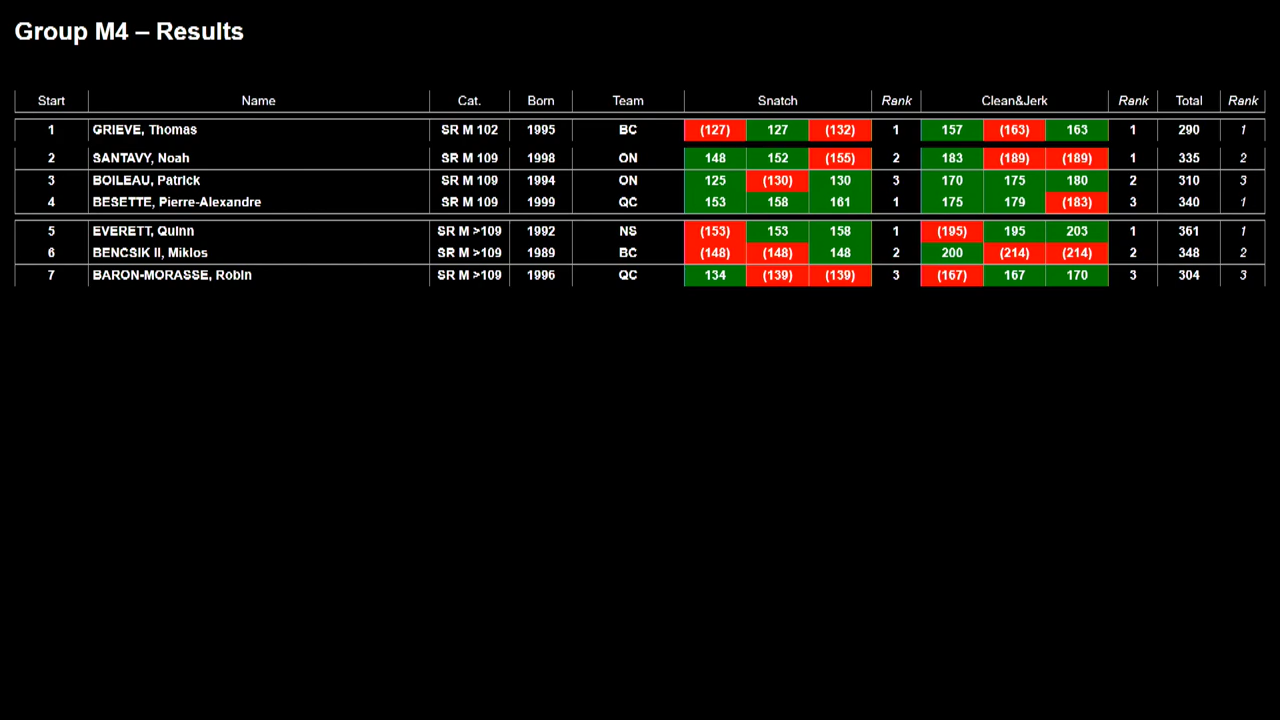 Group M4 – Results
Start Name Cat. Born Team Snatch Rank Clean&Jerk Rank Total Rank
1 GRIEVE, Thomas SR M 102 1995 BC (127) 127 (132) 1 157 (163) 163 1 290 1
2 SANTAVY, Noah SR M 109 1998 ON 148 152 (155) 2 183 (189) (189) 1 335 2
3 BOILEAU, Patrick SR M 109 1994 ON 125 (130) 130 3 170 175 180 2 310 3
4 BESETTE, Pierre-Alexandre SR M 109 1999 QC 153 158 161 1 175 179 (183) 3 340 1
5 EVERETT, Quinn SR M >109 1992 NS (153) 153 158 1 (195) 195 203 1 361 1
6 BENCSIK II, Miklos SR M >109 1989 BC (148) (148) 148 2 200 (214) (214) 2 348 2
7 BARON-MORASSE, Robin SR M >109 1996 QC 134 (139) (139) 3 (167) 167 170 3 304 3